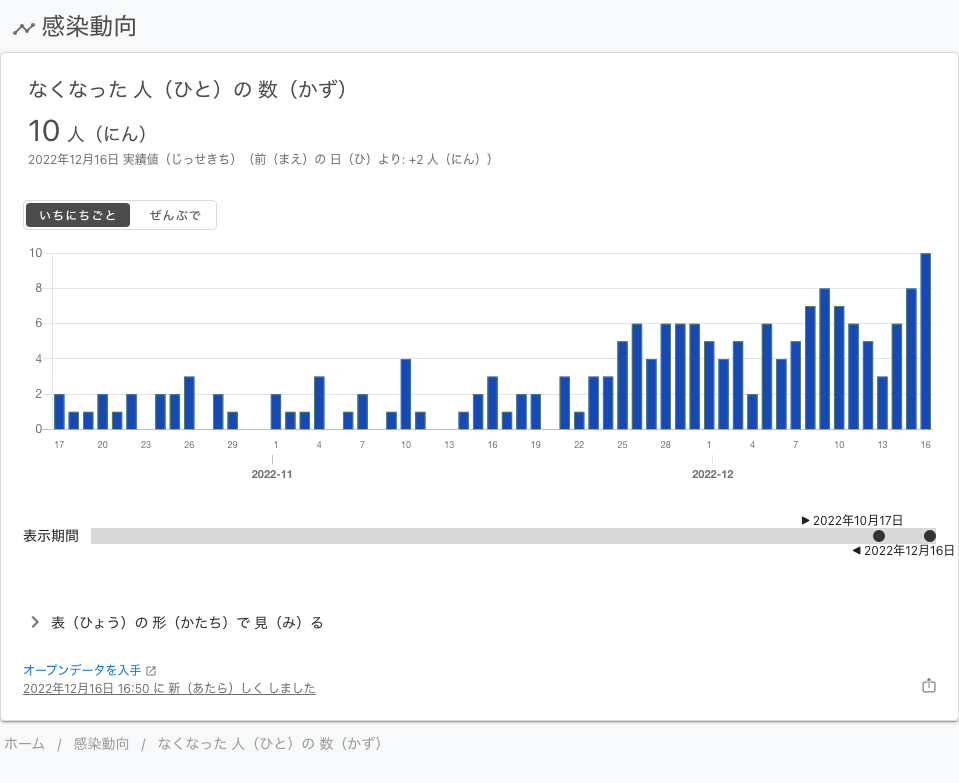 感染動向
なくなった 人（ひと）の 数（かず）
10 人（にん）
2022年12月16日 実績値（じっせきち）（前（まえ）の 日（ひ）より: +2 人（にん））
いちにちごと ぜんぶで
10
8
6
4
2
0
17 20 23 26 29 1 4 7 10 13 16 19 22 25 28 1 4 7 10 13 16
2022-11 2022-12
▶ 2022年10月17日
表示期間
◀ 2022年12月16日
表（ひょう）の 形（かたち）で 見（み）る
オープンデータを入手
2022年12月16日 16:50 に 新（あたら）しく しました
ホーム / 感染動向 / なくなった 人（ひと）の 数（かず）